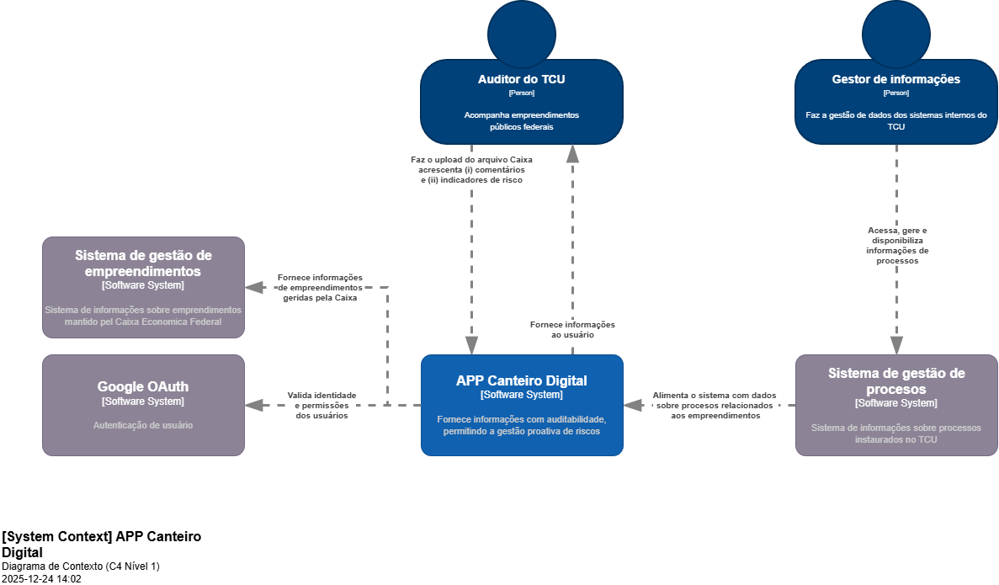 Auditor do TCU
[Person]
Acompanha empreendimentos
públicos federais
Gestor de informações
[Person]
Faz a gestão de dados dos sistemas internos do
TCU
Faz o upload do arquivo Caixa
acrescenta (i) comentários
e (ii) indicadores de risco
Acessa, gere e
disponibiliza
informações de
processos
Sistema de gestão de
empreendimentos
[Software System]
Sistema de informações sobre emprendimentos
mantido pel Caixa Economica Federal
Fornece informações
de empreendimentos
geridas pela Caixa
Fornece informações
ao usuário
Google OAuth
[Software System]
Autenticação de usuário
Valida identidade
e permissões
dos usuários
APP Canteiro Digital
[Software System]
Fornece informações com auditabilidade,
permitindo a gestão proativa de riscos
Alimenta o sistema com dados
sobre procesos relacionados
aos empreendimentos
Sistema de gestão de
procesos
[Software System]
Sistema de informações sobre processos
instaurados no TCU
[System Context] APP Canteiro
Digital
Diagrama de Contexto (C4 Nível 1)
2025-12-24 14:02